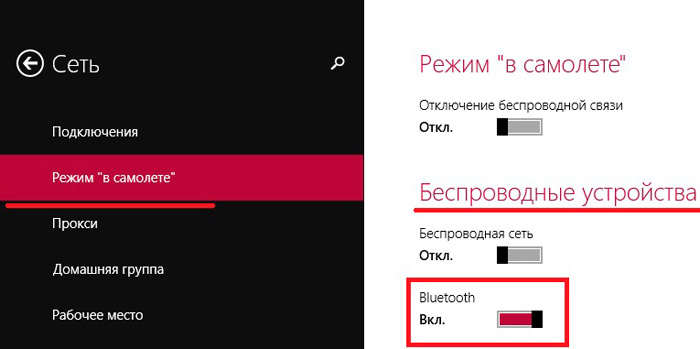 Сеть
Подключения
Режим "в самолете"
Прокси
Домашняя группа
Рабочее место
Режим "в самолете"
Отключение беспроводной связи
Откл.
Беспроводные устройства
Беспроводная сеть
Откл.
Bluetooth
Вкл.